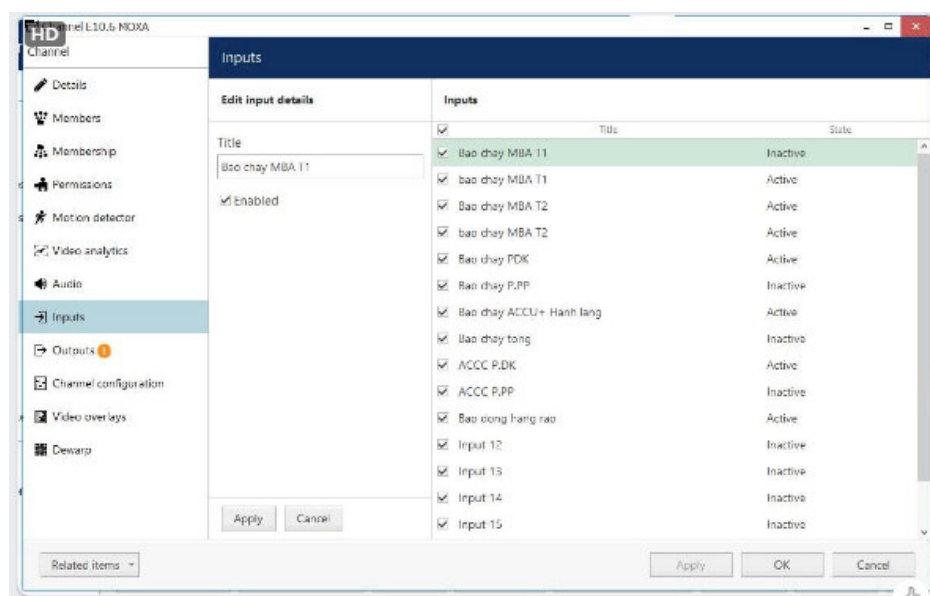 HD
Channel E10.6 MOXA
Channel
Inputs
Details
Members
Membership
Permissions
Motion detector
Video analytics
Audio
Inputs
Outputs
Channel configuration
Video overlays
Dewarp
Edit input details
Title
Bao chay MBA T1
Enabled
Apply Cancel
Inputs
Title State
Bao chay MBA T1 Inactive
bao chay MBA T1 Active
Bao chay MBA T2 Active
bao chay MBA T2 Active
Bao chay PDK Active
Bao chay P.PP Inactive
Bao chay ACCU+ Hanh lang Active
Bao chay tong Inactive
ACCC P.DK Active
ACCC P.PP Inactive
Bao dong hang rao Active
Input 12 Inactive
Input 13 Inactive
Input 14 Inactive
Input 15 Inactive
Related items
Apply OK Cancel